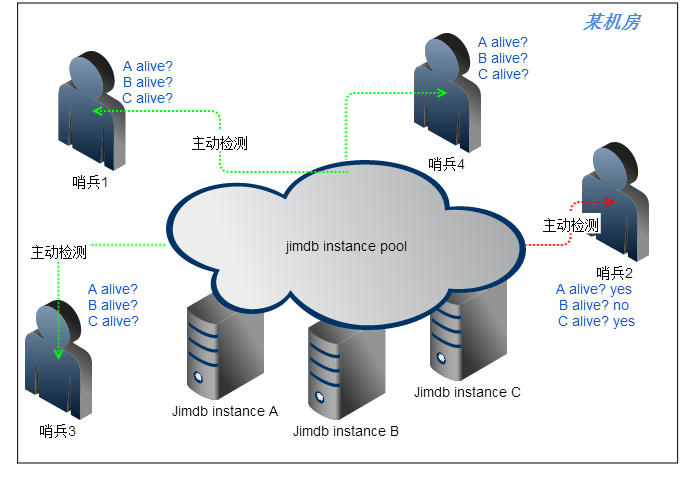 某机房
A alive?
B alive?
C alive?
哨兵1
主动检测
A alive?
B alive?
C alive?
哨兵4
主动检测
哨兵2
A alive? yes
B alive? no
C alive? yes
jimdb instance pool
主动检测
A alive?
B alive?
C alive?
哨兵3
Jimdb instance A
Jimdb instance B
Jimdb instance C